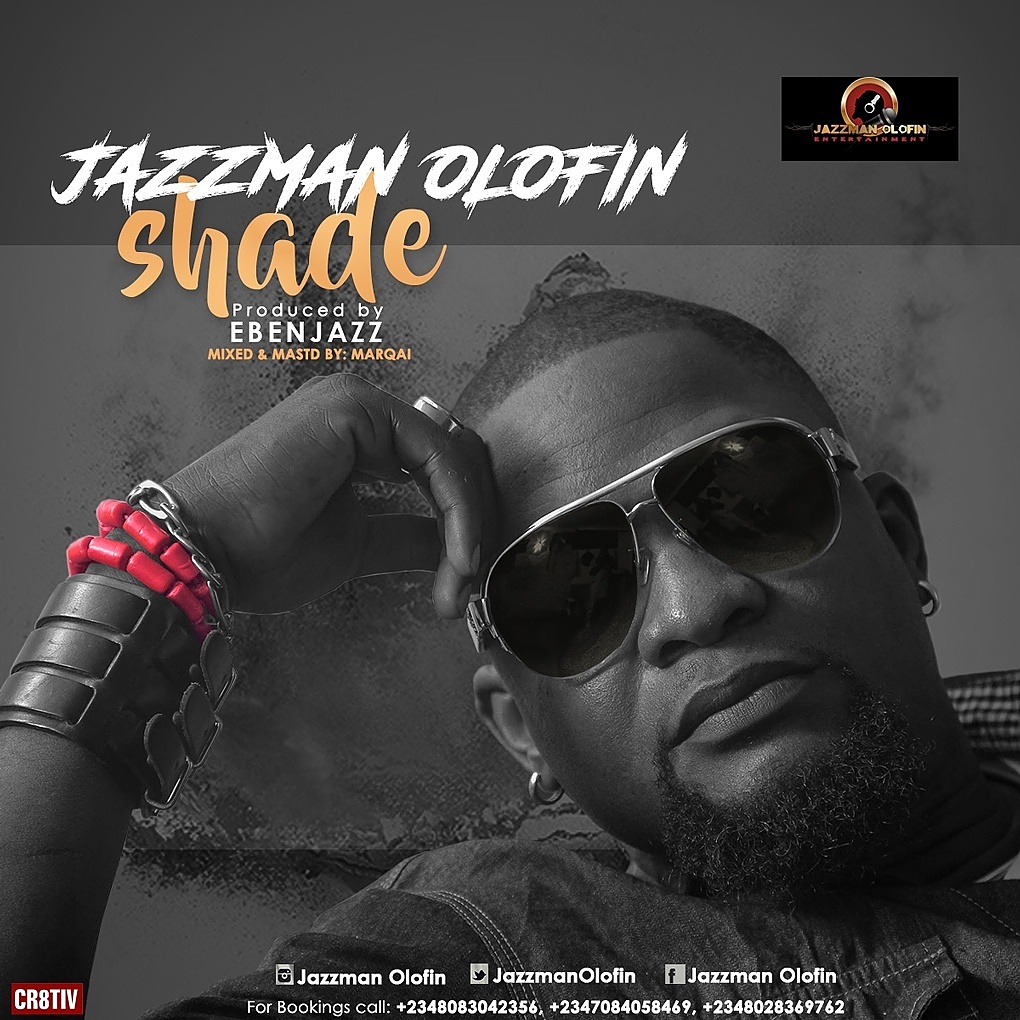 JAZZMAN OLOFIN
ENTERTAINMENT
JAZZMAN OLOFIN
shade
Produced by
EBENJAZZ
MIXED & MASTD BY: MARQAI
Jazzman Olofin JazzmanOlofin Jazzman Olofin
For Bookings call: +2348083042356, +2347084058469, +2348028369762
CR8TIV